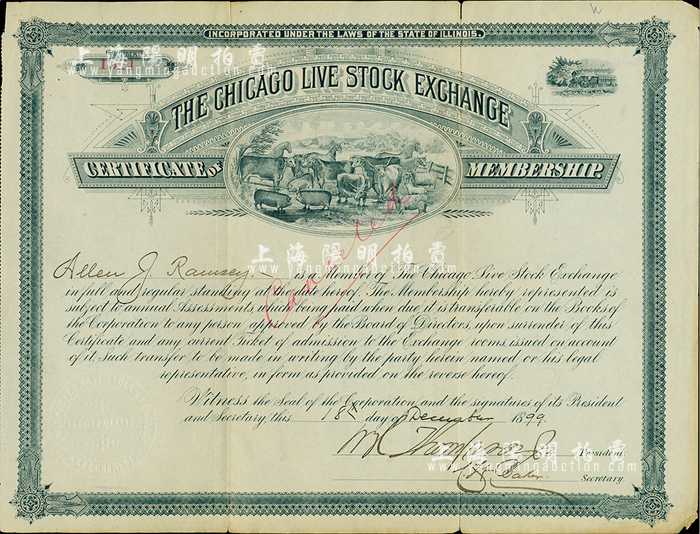 INCORPORATED UNDER THE LAWS OF THE STATE OF ILLINOIS.
上海陽明拍賣
www.yangmingauction.com
THE CHICAGO LIVE STOCK EXCHANGE
CERTIFICATE OF MEMBERSHIP.
Cancelled
Allen J. Ramsey is a Member of The Chicago Live Stock Exchange
in full and regular standing at the date hereof. The Membership hereby represented is
subject to annual Assessments, which being paid when due it is transferable on the Books of
the Corporation to any person approved by the Board of Directors, upon surrender of this
Certificate and any current Ticket of admission to the Exchange rooms issued on account
of it. Such transfer to be made in writing by the party herein named or his legal
representative, in form as provided on the reverse hereof.
上海陽明拍賣
www.yangmingauction.com
Witness the Seal of the Corporation and the signatures of its President
and Secretary, this 18th day of December 1899.
W. Thompson Jr. President.
Baker Secretary.
上海陽明拍賣
www.yangmingauction.com